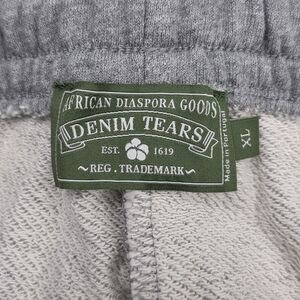 AFRICAN DIASPORA GOODS
DENIM TEARS
EST. 1619
REG. TRADEMARK
XL
Made in Portugal